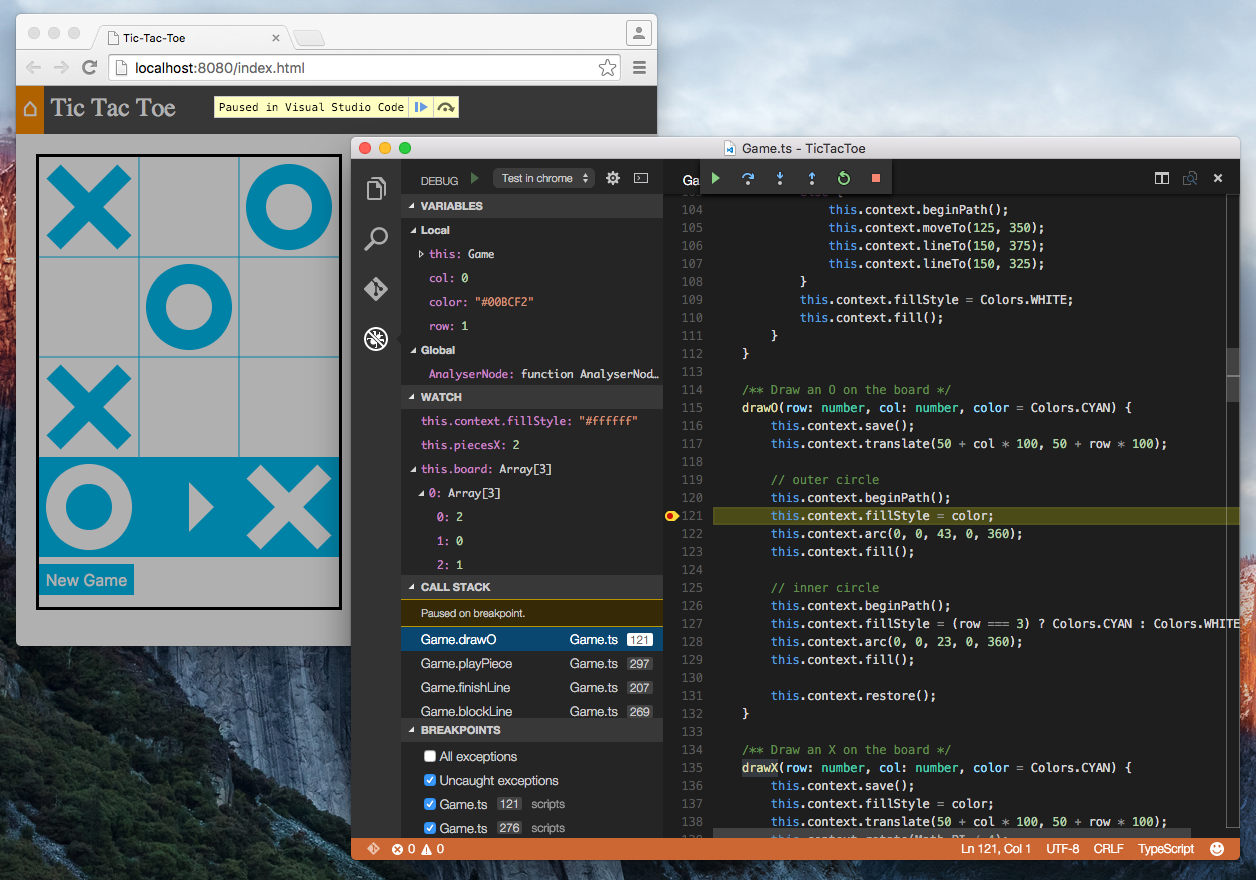 Tic-Tac-Toe
localhost:8080/index.html
Tic Tac Toe
Paused in Visual Studio Code
New Game
Game.ts - TicTacToe
DEBUG
Test in chrome
VARIABLES
Local
this: Game
col: 0
color: "#00BCF2"
row: 1
Global
AnalyserNode: function AnalyserNod…
WATCH
this.context.fillStyle: "#ffffff"
this.piecesX: 2
this.board: Array[3]
0: Array[3]
0: 2
1: 0
2: 1
CALL STACK
Paused on breakpoint.
Game.drawO Game.ts 121
Game.playPiece Game.ts 297
Game.finishLine Game.ts 207
Game.blockLine Game.ts 269
BREAKPOINTS
All exceptions
Uncaught exceptions
Game.ts 121 scripts
Game.ts 276 scripts
Ga
104 this.context.beginPath();
105 this.context.moveTo(125, 350);
106 this.context.lineTo(150, 375);
107 this.context.lineTo(150, 325);
108 }
109 this.context.fillStyle = Colors.WHITE;
110 this.context.fill();
111 }
112 }
113
114 /** Draw an O on the board */
115 drawO(row: number, col: number, color = Colors.CYAN) {
116 this.context.save();
117 this.context.translate(50 + col * 100, 50 + row * 100);
118
119 // outer circle
120 this.context.beginPath();
121 this.context.fillStyle = color;
122 this.context.arc(0, 0, 43, 0, 360);
123 this.context.fill();
124
125 // inner circle
126 this.context.beginPath();
127 this.context.fillStyle = (row === 3) ? Colors.CYAN : Colors.WHITE
128 this.context.arc(0, 0, 23, 0, 360);
129 this.context.fill();
130
131 this.context.restore();
132 }
133
134 /** Draw an X on the board */
135 drawX(row: number, col: number, color = Colors.CYAN) {
136 this.context.save();
137 this.context.fillStyle = color;
138 this.context.translate(50 + col * 100, 50 + row * 100);
0 0
Ln 121, Col 1 UTF-8 CRLF TypeScript